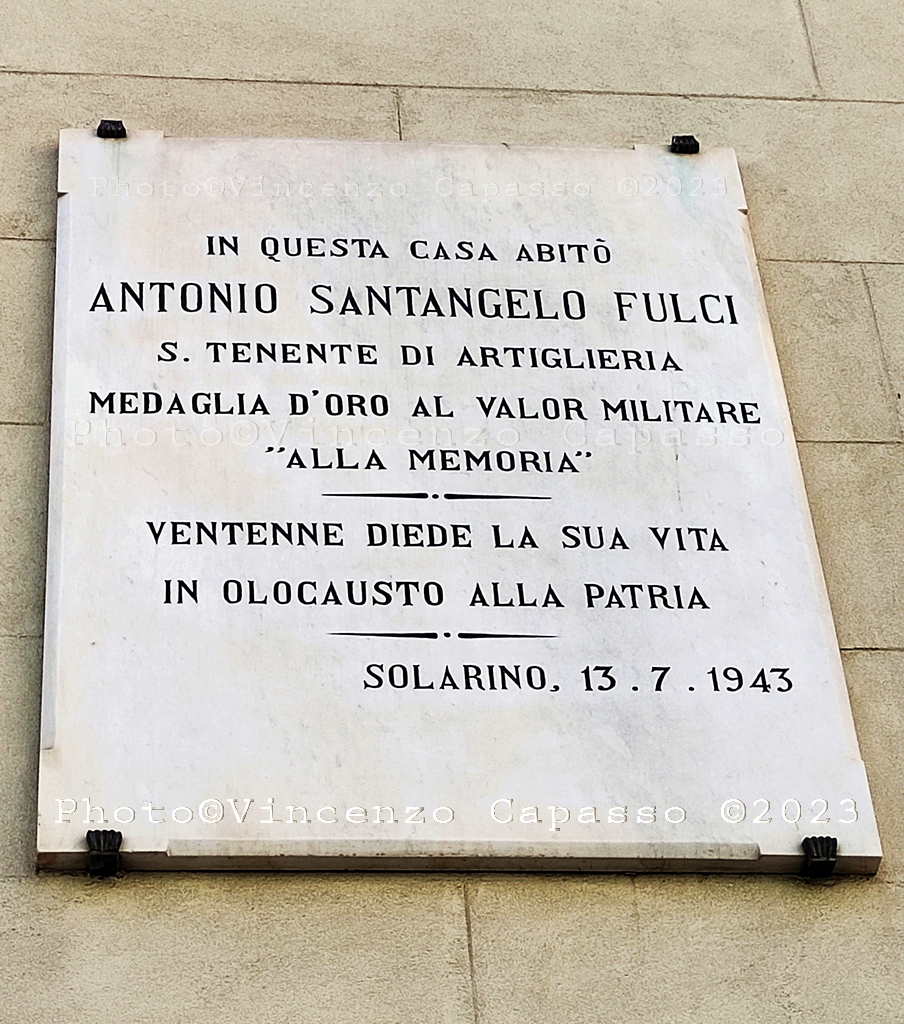 Photo©Vincenzo Capasso ©2023
IN QUESTA CASA ABITÒ
ANTONIO SANTANGELO FULCI
S. TENENTE DI ARTIGLIERIA
MEDAGLIA D'ORO AL VALOR MILITARE
Photo©Vincenzo Capasso
"ALLA MEMORIA"
VENTENNE DIEDE LA SUA VITA
IN OLOCAUSTO ALLA PATRIA
SOLARINO, 13.7.1943
Photo©Vincenzo Capasso ©2023